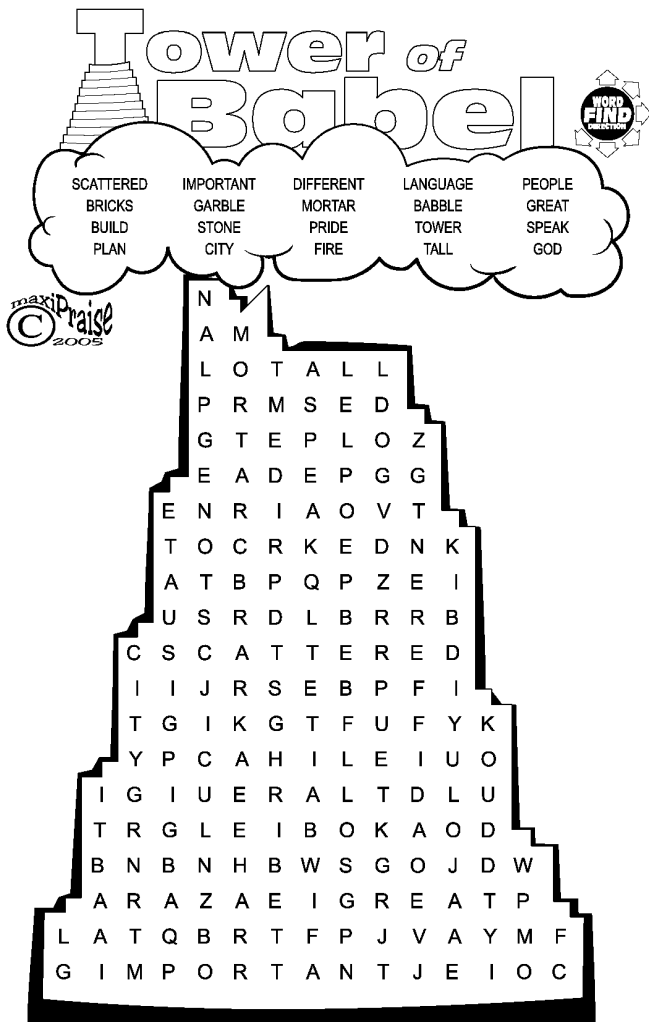 Tower of
Babel
WORD
FIND
DIRECTION
SCATTERED IMPORTANT DIFFERENT LANGUAGE PEOPLE
BRICKS GARBLE MORTAR BABBLE GREAT
BUILD STONE PRIDE TOWER SPEAK
PLAN CITY FIRE TALL GOD
maxiPraise
© 2005
N
A M
L O T A L L
P R M S E D
G T E P L O Z
E A D E P G G
E N R I A O V T
T O C R K E D N K
A T B P Q P Z E I
U S R D L B R R B
C S C A T T E R E D
I I J R S E B P F I
T G I K G T F U F Y K
Y P C A H I L E I U O
I G I U E R A L T D L U
T R G L E I B O K A O D
B N B N H B W S G O J D W
A R A Z A E I G R E A T P
L A T Q B R T F P J V A Y M F
G I M P O R T A N T J E I O C